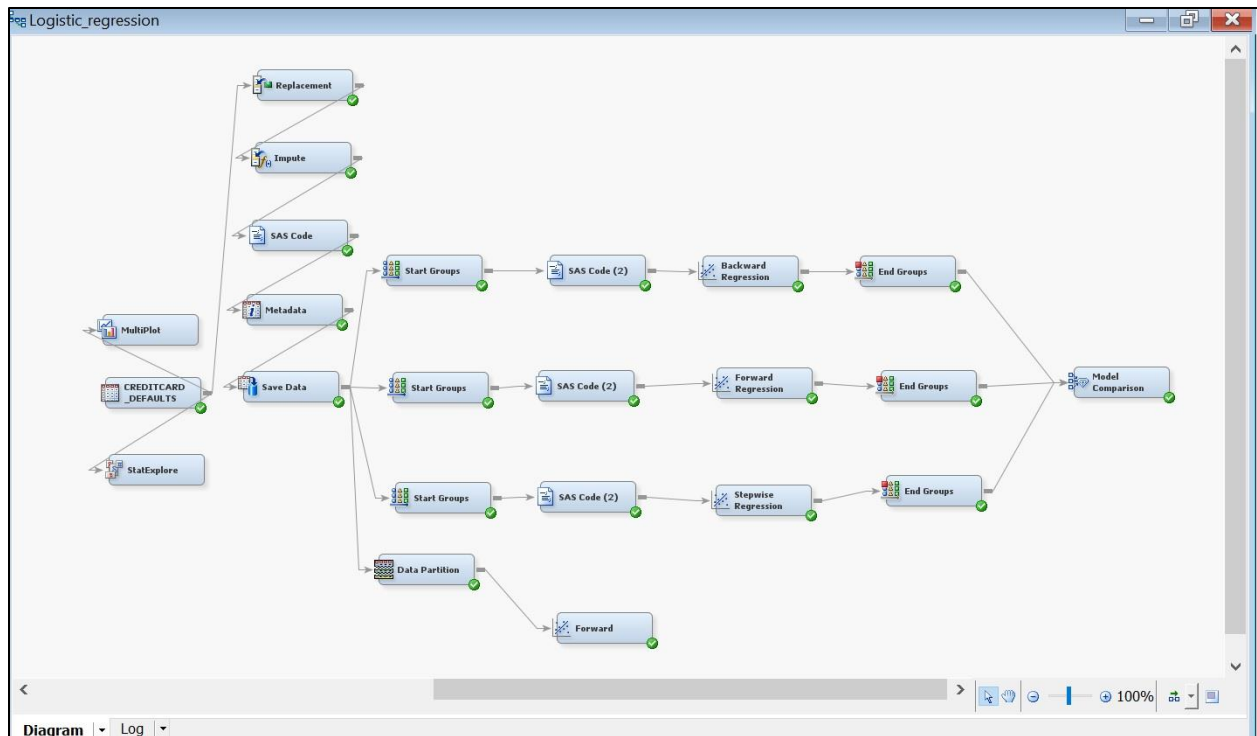 Logistic_regression
Replacement
Impute
SAS Code
Metadata
MultiPlot
CREDITCARD
_DEFAULTS
StatExplore
Save Data
Start Groups
SAS Code (2)
Backward
Regression
End Groups
Start Groups
SAS Code (2)
Forward
Regression
End Groups
Model
Comparison
Start Groups
SAS Code (2)
Stepwise
Regression
End Groups
Data Partition
Forward
100%
Diagram
Log